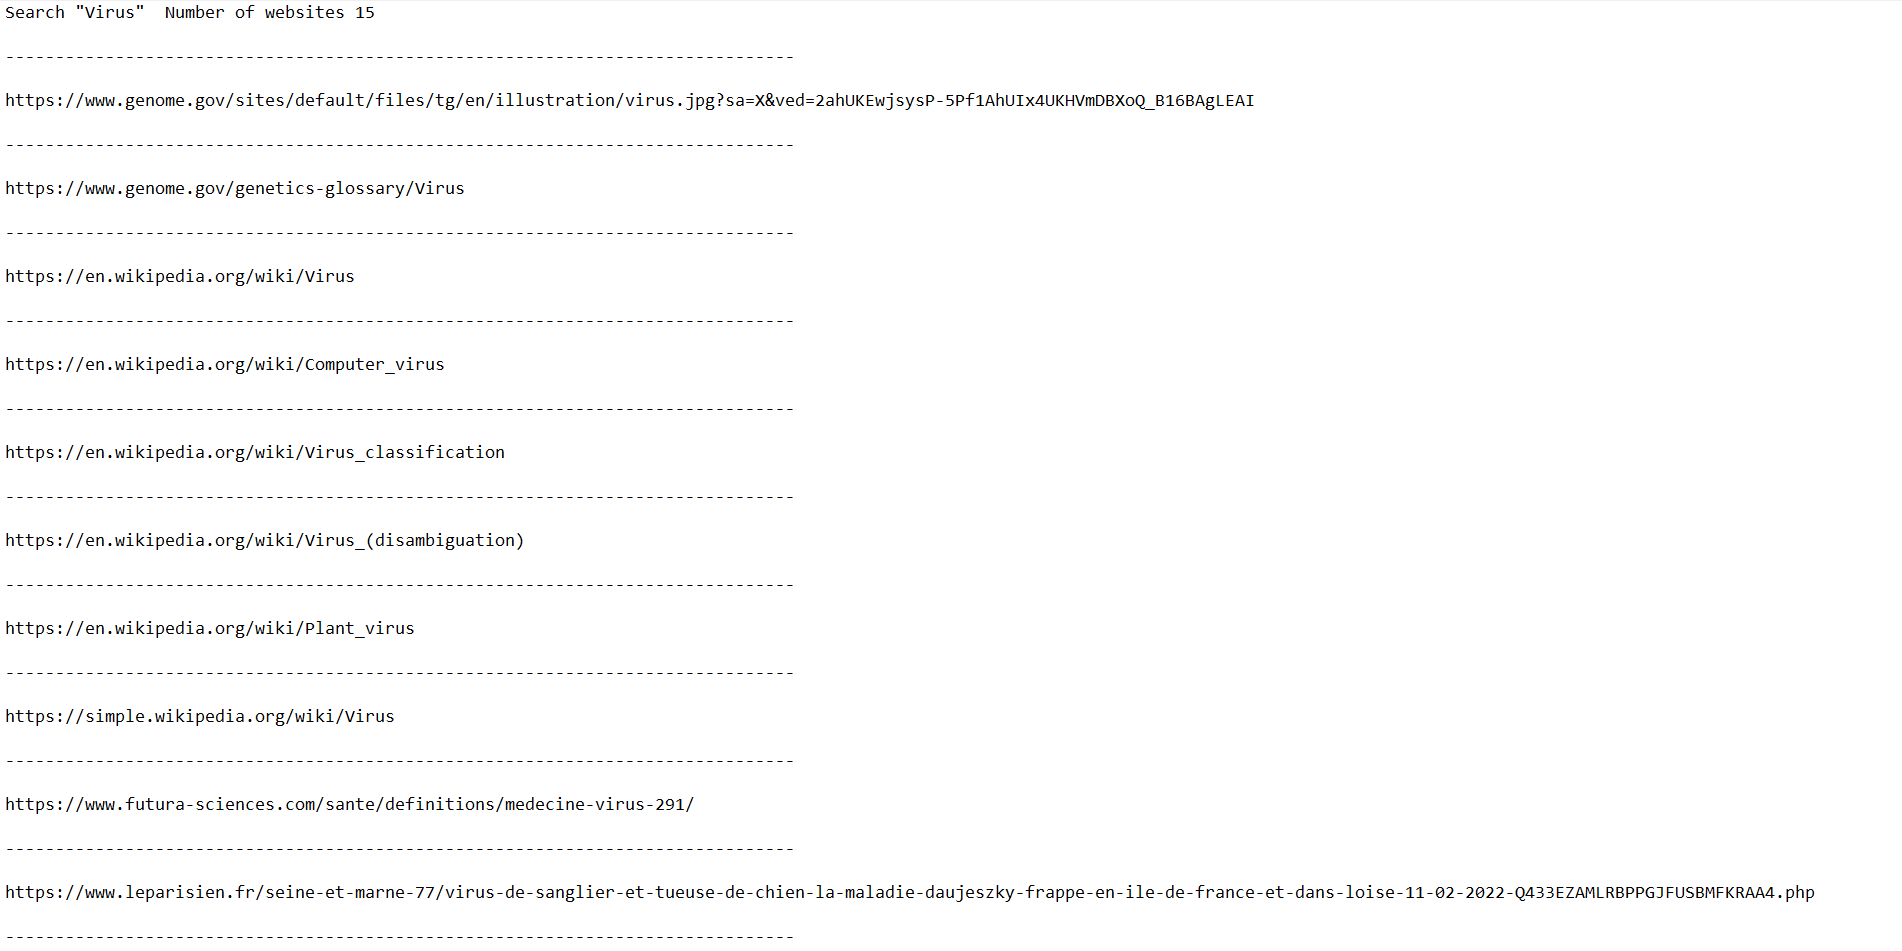 Search "Virus"  Number of websites 15
-------------------------------------------------------------------------------
https://www.genome.gov/sites/default/files/tg/en/illustration/virus.jpg?sa=X&ved=2ahUKEwjsysP-5Pf1AhUIx4UKHVmDBXoQ_B16BAgLEAI
-------------------------------------------------------------------------------
https://www.genome.gov/genetics-glossary/Virus
-------------------------------------------------------------------------------
https://en.wikipedia.org/wiki/Virus
-------------------------------------------------------------------------------
https://en.wikipedia.org/wiki/Computer_virus
-------------------------------------------------------------------------------
https://en.wikipedia.org/wiki/Virus_classification
-------------------------------------------------------------------------------
https://en.wikipedia.org/wiki/Virus_(disambiguation)
-------------------------------------------------------------------------------
https://en.wikipedia.org/wiki/Plant_virus
-------------------------------------------------------------------------------
https://simple.wikipedia.org/wiki/Virus
-------------------------------------------------------------------------------
https://www.futura-sciences.com/sante/definitions/medecine-virus-291/
-------------------------------------------------------------------------------
https://www.leparisien.fr/seine-et-marne-77/virus-de-sanglier-et-tueuse-de-chien-la-maladie-daujeszky-frappe-en-ile-de-france-et-dans-loise-11-02-2022-Q433EZAMLRBPPGJFUSBMFKRAA4.php
-------------------------------------------------------------------------------